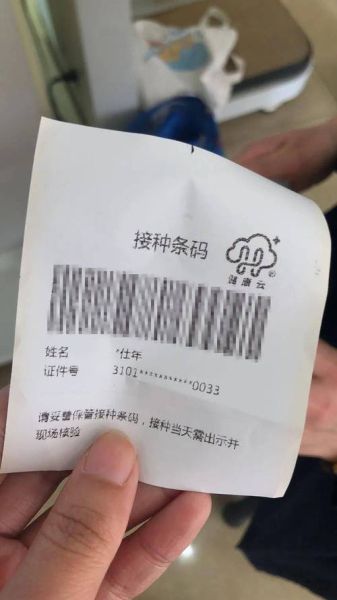 接种条码
健康云®
姓名 *仕年
证件号 3101***********0033
请妥善保管接种条码，接种当天需出示并
现场核验